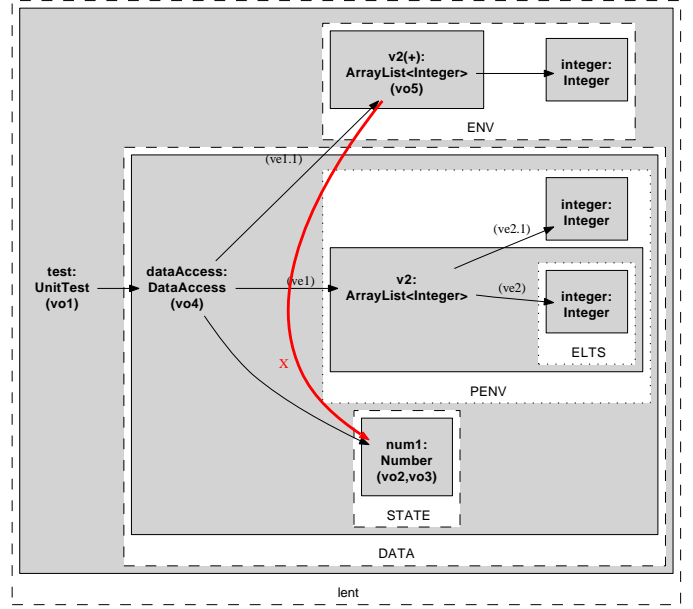 v2(+):
ArrayList<Integer>
(vo5)
integer:
Integer
ENV
(ve1.1)
integer:
Integer
(ve2.1)
test:
UnitTest
(vo1)
dataAccess:
DataAccess
(vo4)
(ve1)
v2:
ArrayList<Integer>
(ve2)
integer:
Integer
ELTS
X
PENV
num1:
Number
(vo2,vo3)
STATE
DATA
lent